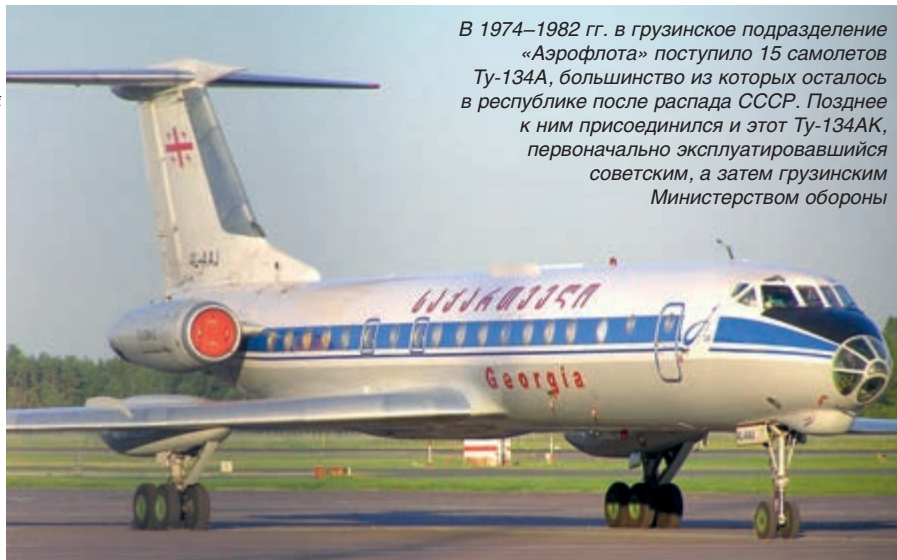 В 1974–1982 гг. в грузинское подразделение
«Аэрофлота» поступило 15 самолетов
Ту-134А, большинство из которых осталось
в республике после распада СССР. Позднее
к ним присоединился и этот Ту-134АК,
первоначально эксплуатировавшийся
советским, а затем грузинским
Министерством обороны
4L-AAJ
საქართველო
Georgia